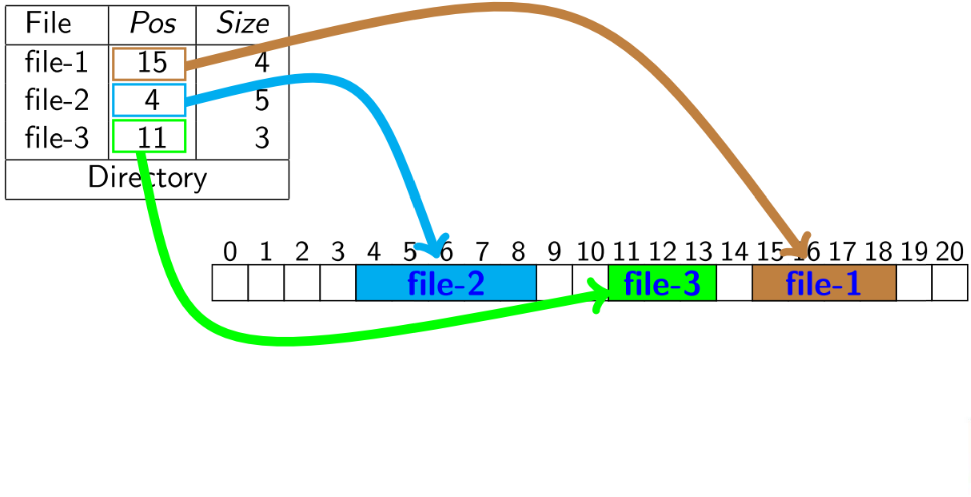 File Pos Size
file-1 15 4
file-2 4 5
file-3 11 3
Directory
0 1 2 3 4 5 6 7 8 9 10 11 12 13 14 15 16 17 18 19 20
file-2 file-3 file-1